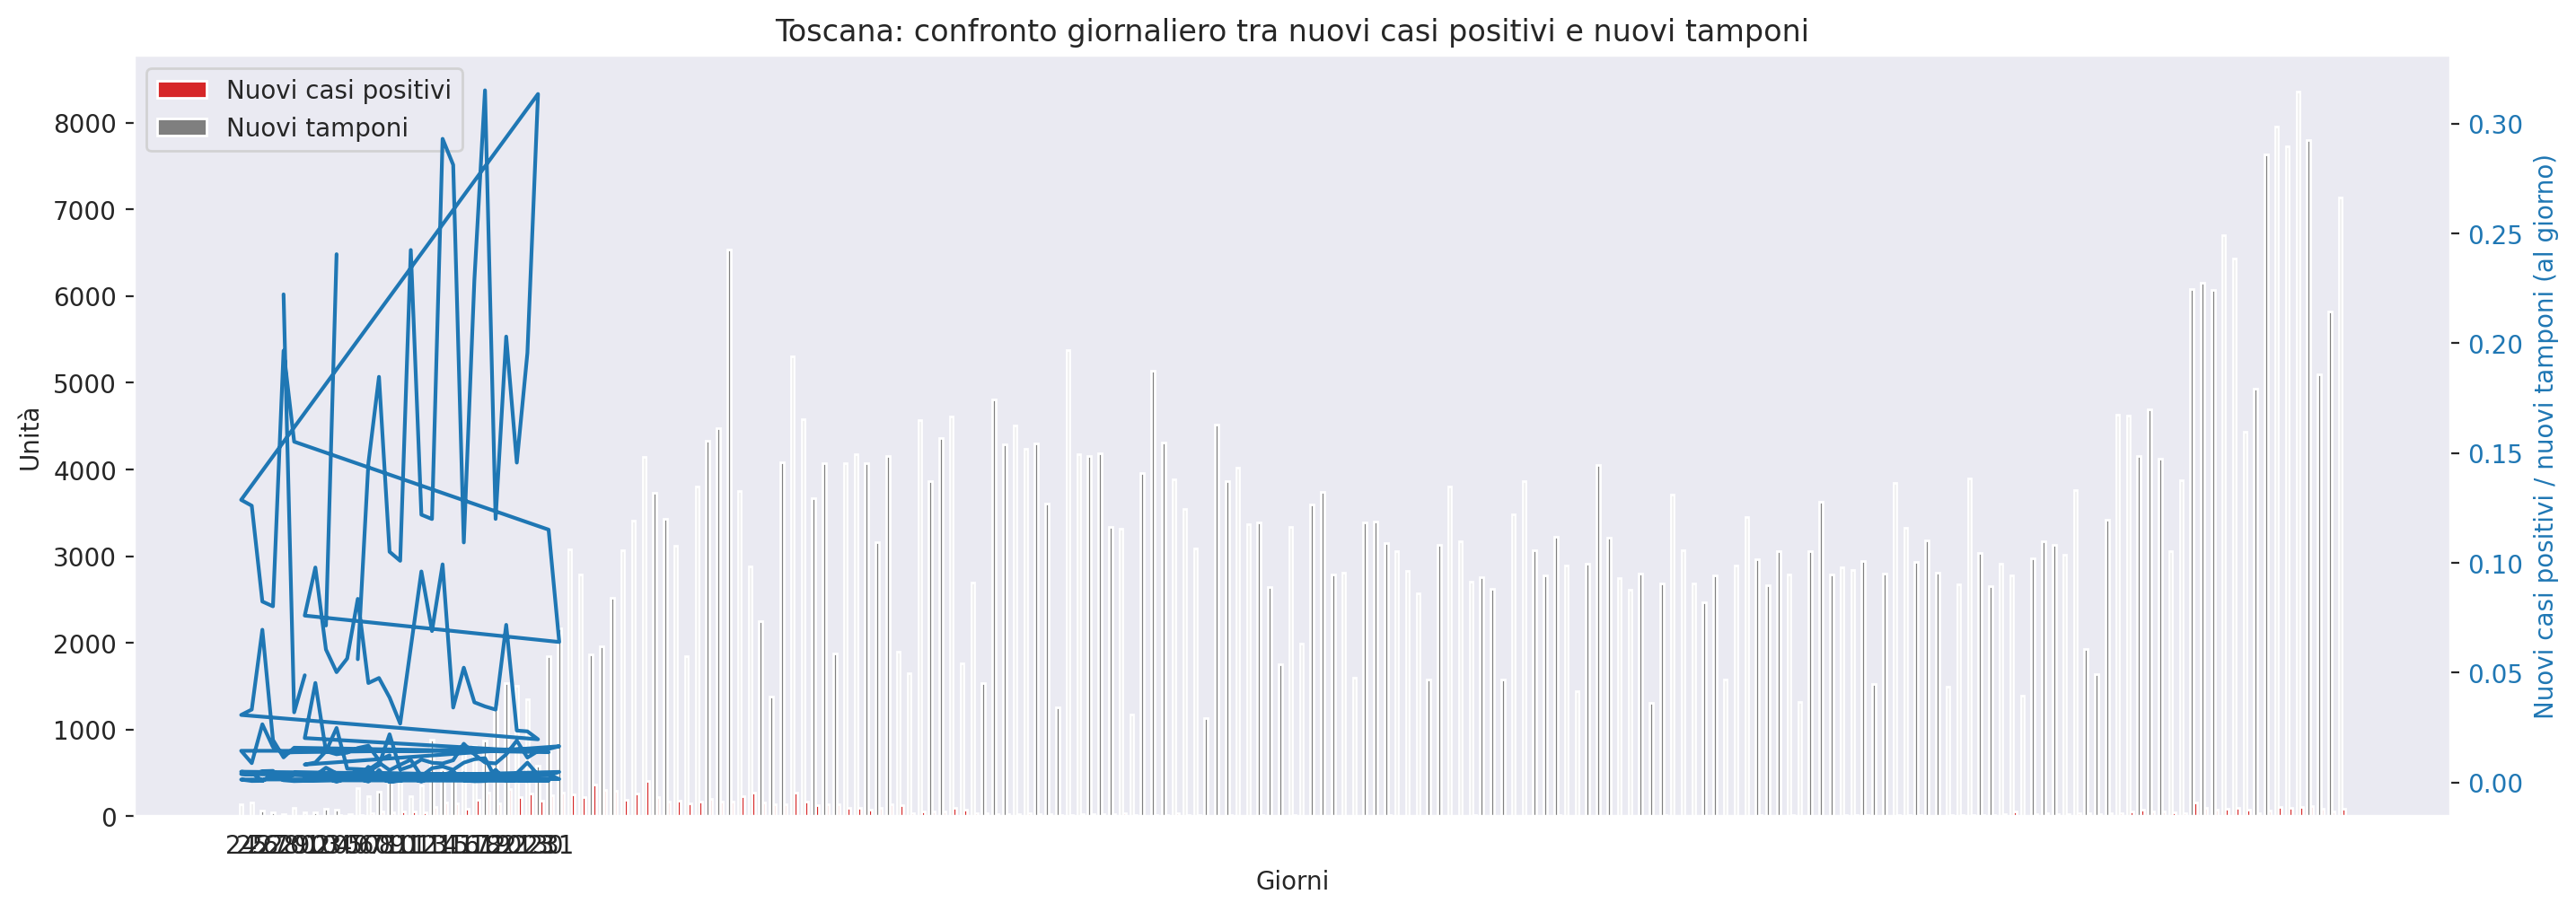 Toscana: confronto giornaliero tra nuovi casi positivi e nuovi tamponi
Nuovi casi positivi
Nuovi tamponi
8000
7000
6000
5000
4000
3000
2000
1000
0
Unità
0.30
0.25
0.20
0.15
0.10
0.05
0.00
Nuovi casi positivi / nuovi tamponi (al giorno)
Giorni